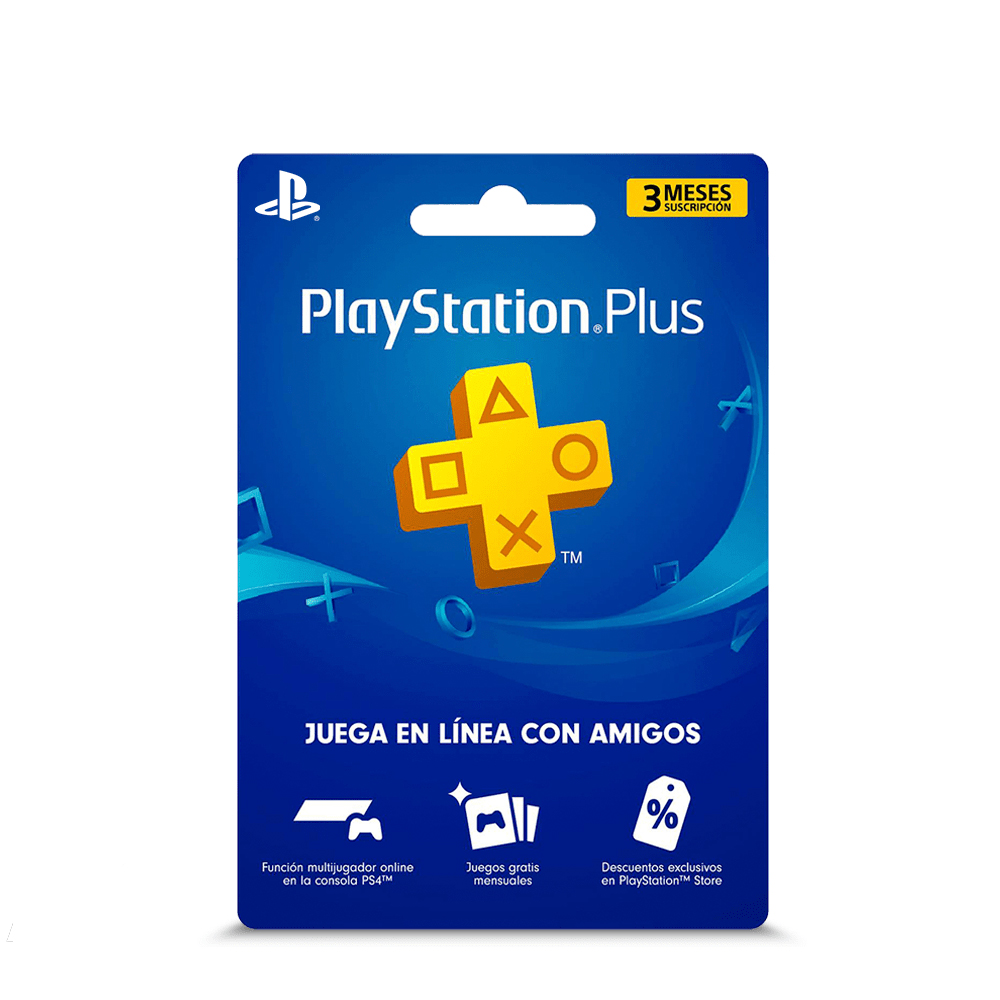 3 MESES
SUSCRIPCIÓN
PlayStation®Plus
TM
JUEGA EN LÍNEA CON AMIGOS
Función multijugador online
en la consola PS4™
Juegos gratis
mensuales
%
Descuentos exclusivos
en PlayStation™ Store